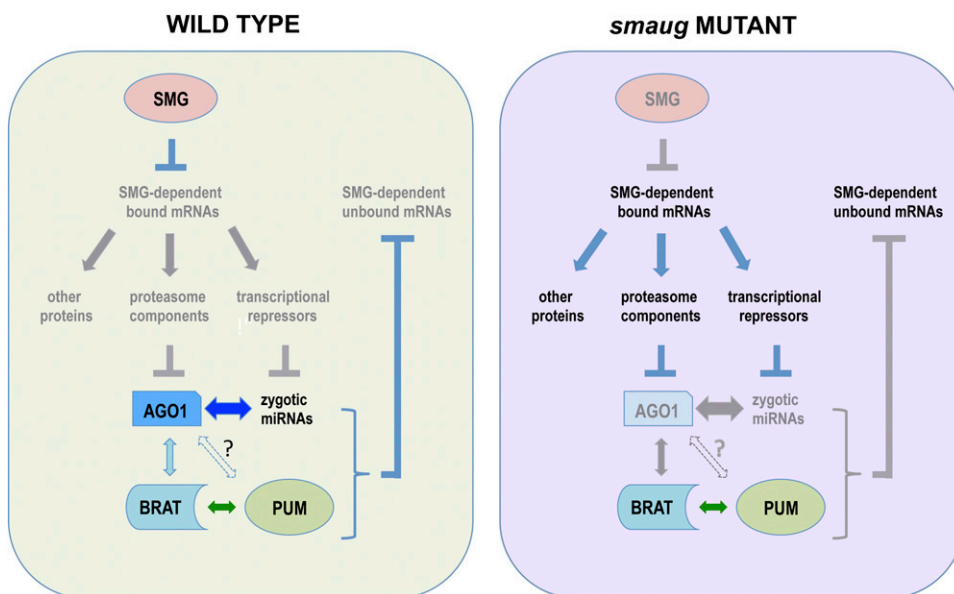 WILD TYPE
SMG
SMG-dependent
bound mRNAs
SMG-dependent
unbound mRNAs
other
proteins
proteasome
components
transcriptional
repressors
!
AGO1
zygotic
miRNAs
?
BRAT
PUM
smaug MUTANT
SMG
SMG-dependent
bound mRNAs
SMG-dependent
unbound mRNAs
other
proteins
proteasome
components
transcriptional
repressors
AGO1
zygotic
miRNAs
?
BRAT
PUM